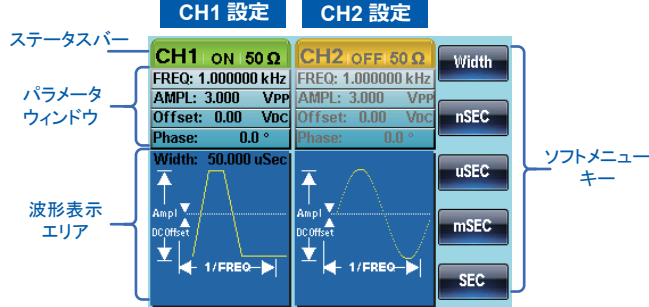 CH1 設定 CH2 設定
ステータスバー
CH1 ON 50 Ω CH2 OFF 50 Ω
FREQ: 1.000000 kHz FREQ: 1.000000 kHz
AMPL: 3.000 VPP AMPL: 3.000 VPP
Offset: 0.00 VDC Offset: 0.00 VDC
Phase: 0.0 ° Phase: 0.0 °
Width: 50.000 uSec
パラメータ
ウィンドウ
波形表示
エリア
Ampl
DC Offset
1/FREQ
Ampl
DC Offset
1/FREQ
Width
nSEC
uSEC
mSEC
SEC
ソフトメニュー
キー